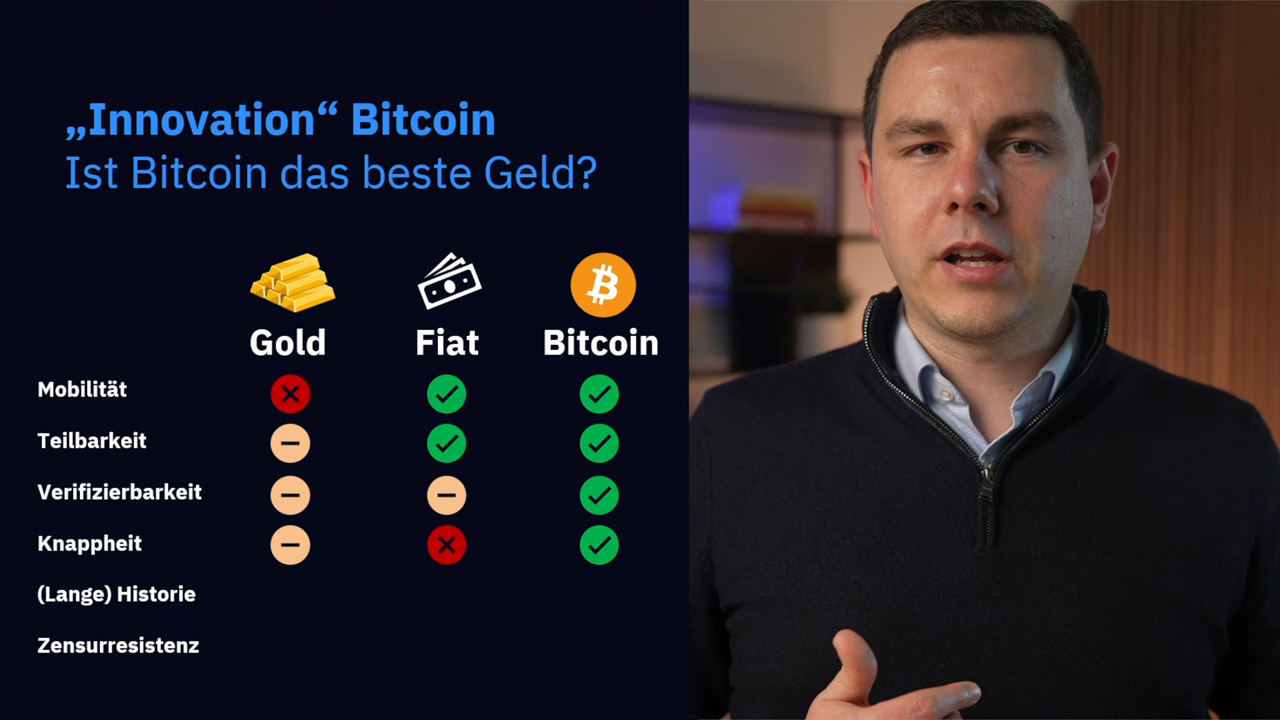 „Innovation“ Bitcoin
Ist Bitcoin das beste Geld?
Gold Fiat Bitcoin
Mobilität
Teilbarkeit
Verifizierbarkeit
Knappheit
(Lange) Historie
Zensurresistenz